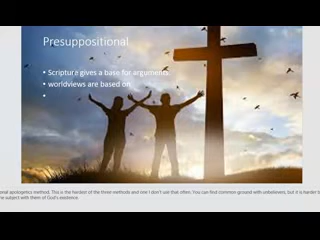 Presuppositional
• Scripture gives a base for arguments
• worldviews are based on
•
onal apologetics method. This is the hardest of the three methods and one I don't use that often. You can find common ground with unbelievers, but it is harder to
he subject with them of God's existence.